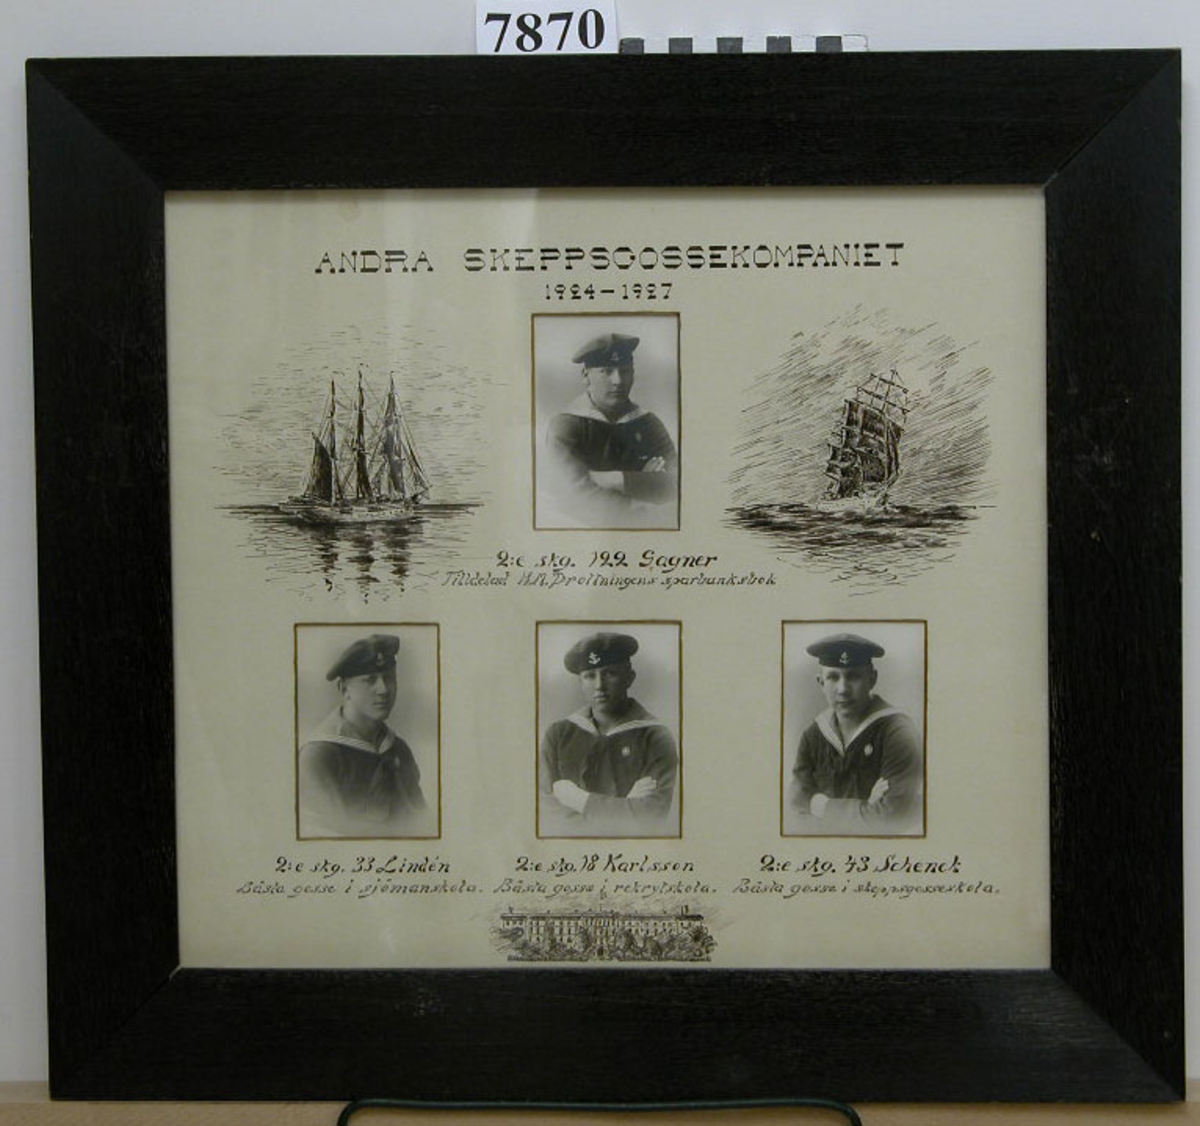 7870
ANDRA SKEPPSGOSSEKOMPANIET
1924-1927
2:e skg. 122 Gagner
Tilldelad H.M. Drottningens sparbanksbok
2:e skg. 33 Lindén
Bästa gosse i sjömanskola.
2:e skg. 18 Karlsson
Bästa gosse i rekrytskola.
2:e skg. 43 Schenck
Bästa gosse i skeppsgosseskola.